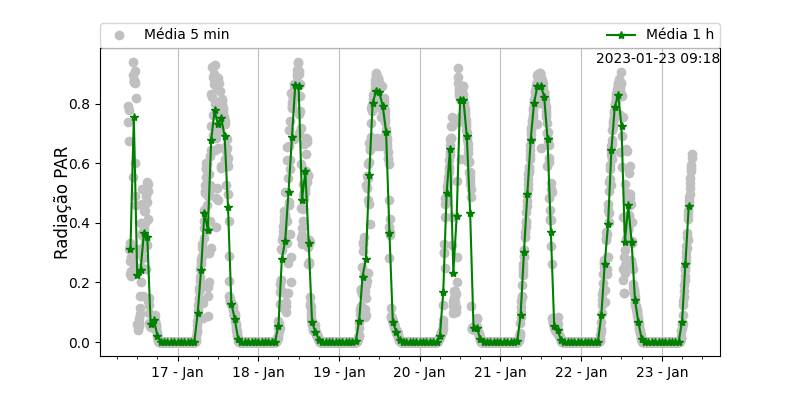 Média 5 min
Média 1 h
2023-01-23 09:18
Radiação PAR
0.8
0.6
0.4
0.2
0.0
17 - Jan
18 - Jan
19 - Jan
20 - Jan
21 - Jan
22 - Jan
23 - Jan